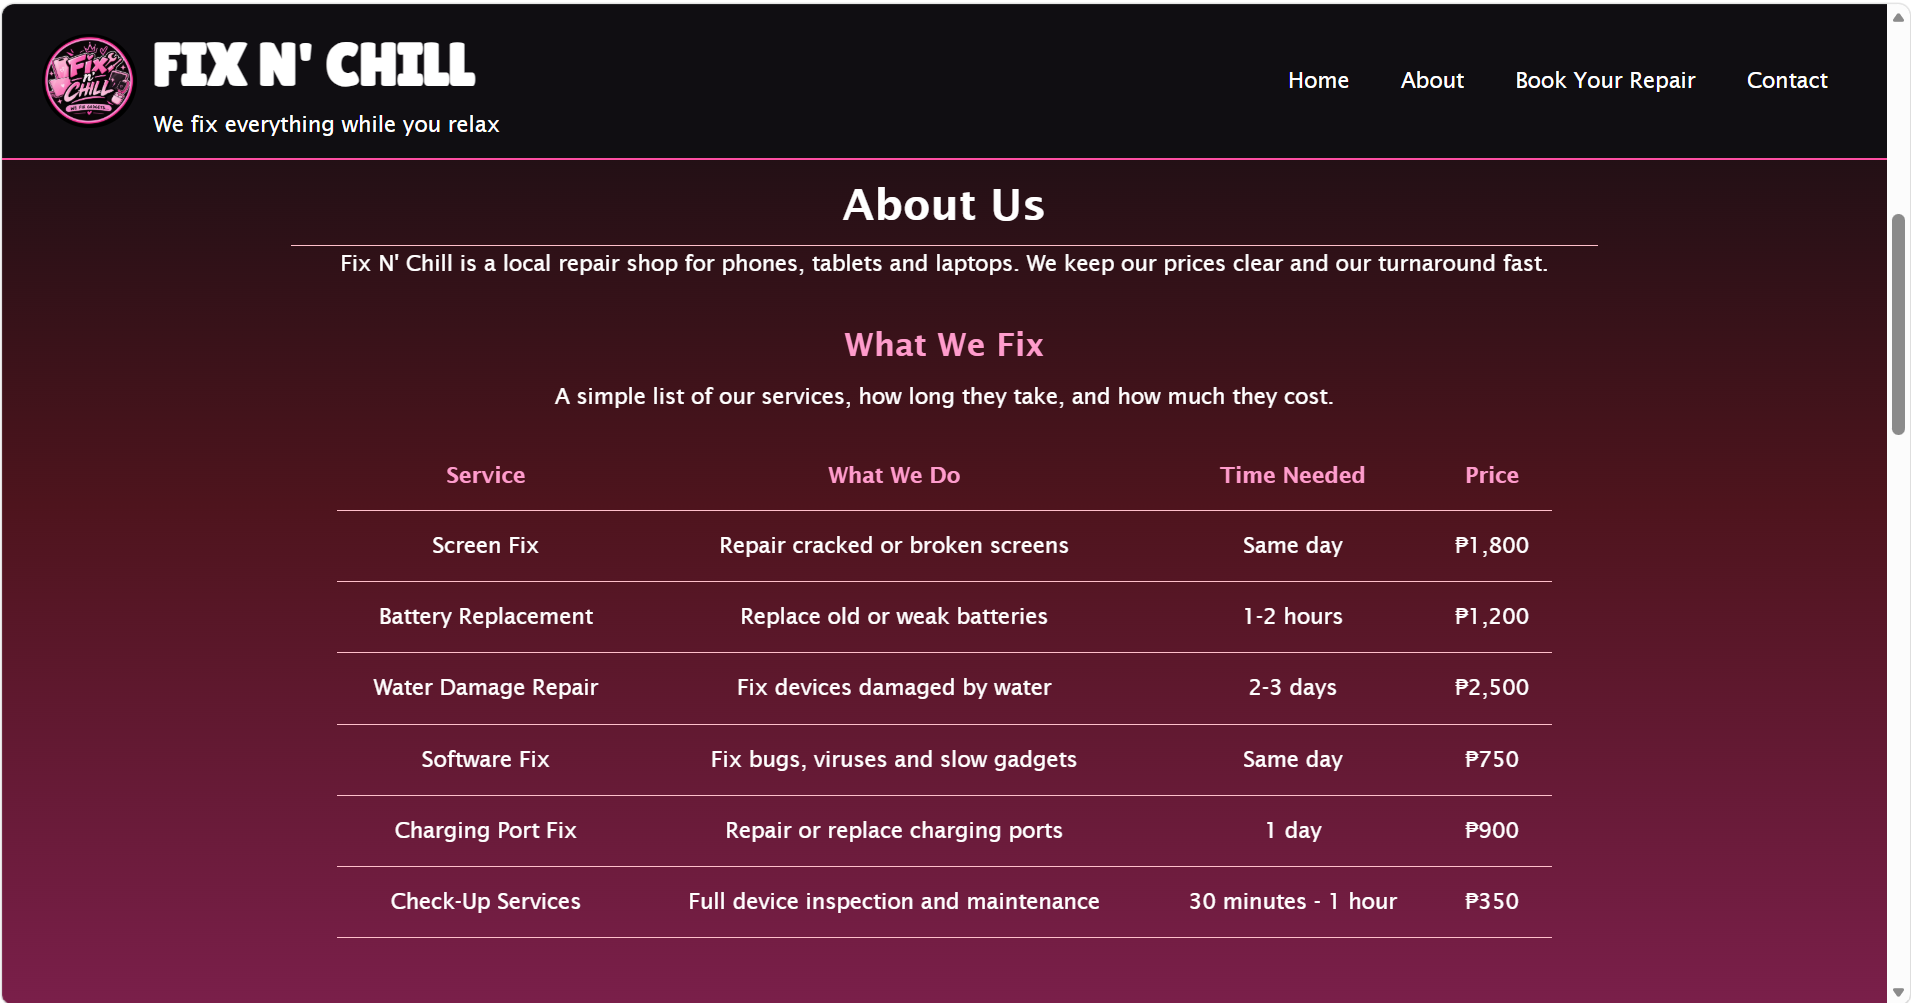 Fix
n'
CHILL
WE FIX GADGETS
FIX N' CHILL
We fix everything while you relax
Home About Book Your Repair Contact
About Us
Fix N' Chill is a local repair shop for phones, tablets and laptops. We keep our prices clear and our turnaround fast.
What We Fix
A simple list of our services, how long they take, and how much they cost.
Service What We Do Time Needed Price
Screen Fix Repair cracked or broken screens Same day ₱1,800
Battery Replacement Replace old or weak batteries 1-2 hours ₱1,200
Water Damage Repair Fix devices damaged by water 2-3 days ₱2,500
Software Fix Fix bugs, viruses and slow gadgets Same day ₱750
Charging Port Fix Repair or replace charging ports 1 day ₱900
Check-Up Services Full device inspection and maintenance 30 minutes - 1 hour ₱350